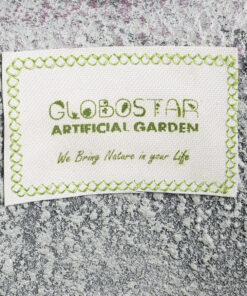 GLOBOSTAR
ARTIFICIAL GARDEN
We Bring Nature in your Life